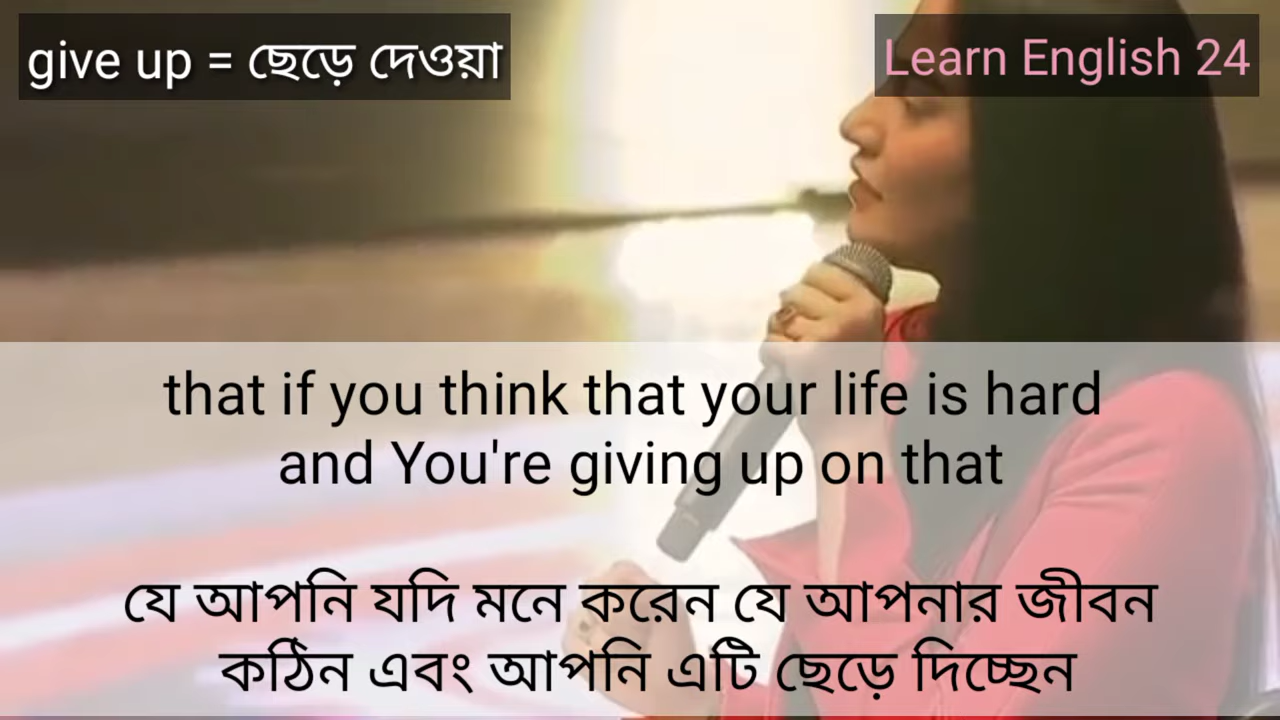 give up = ছেড়ে দেওয়া
Learn English 24
that if you think that your life is hard
and You're giving up on that
যে আপনি যদি মনে করেন যে আপনার জীবন
কঠিন এবং আপনি এটি ছেড়ে দিচ্ছেন